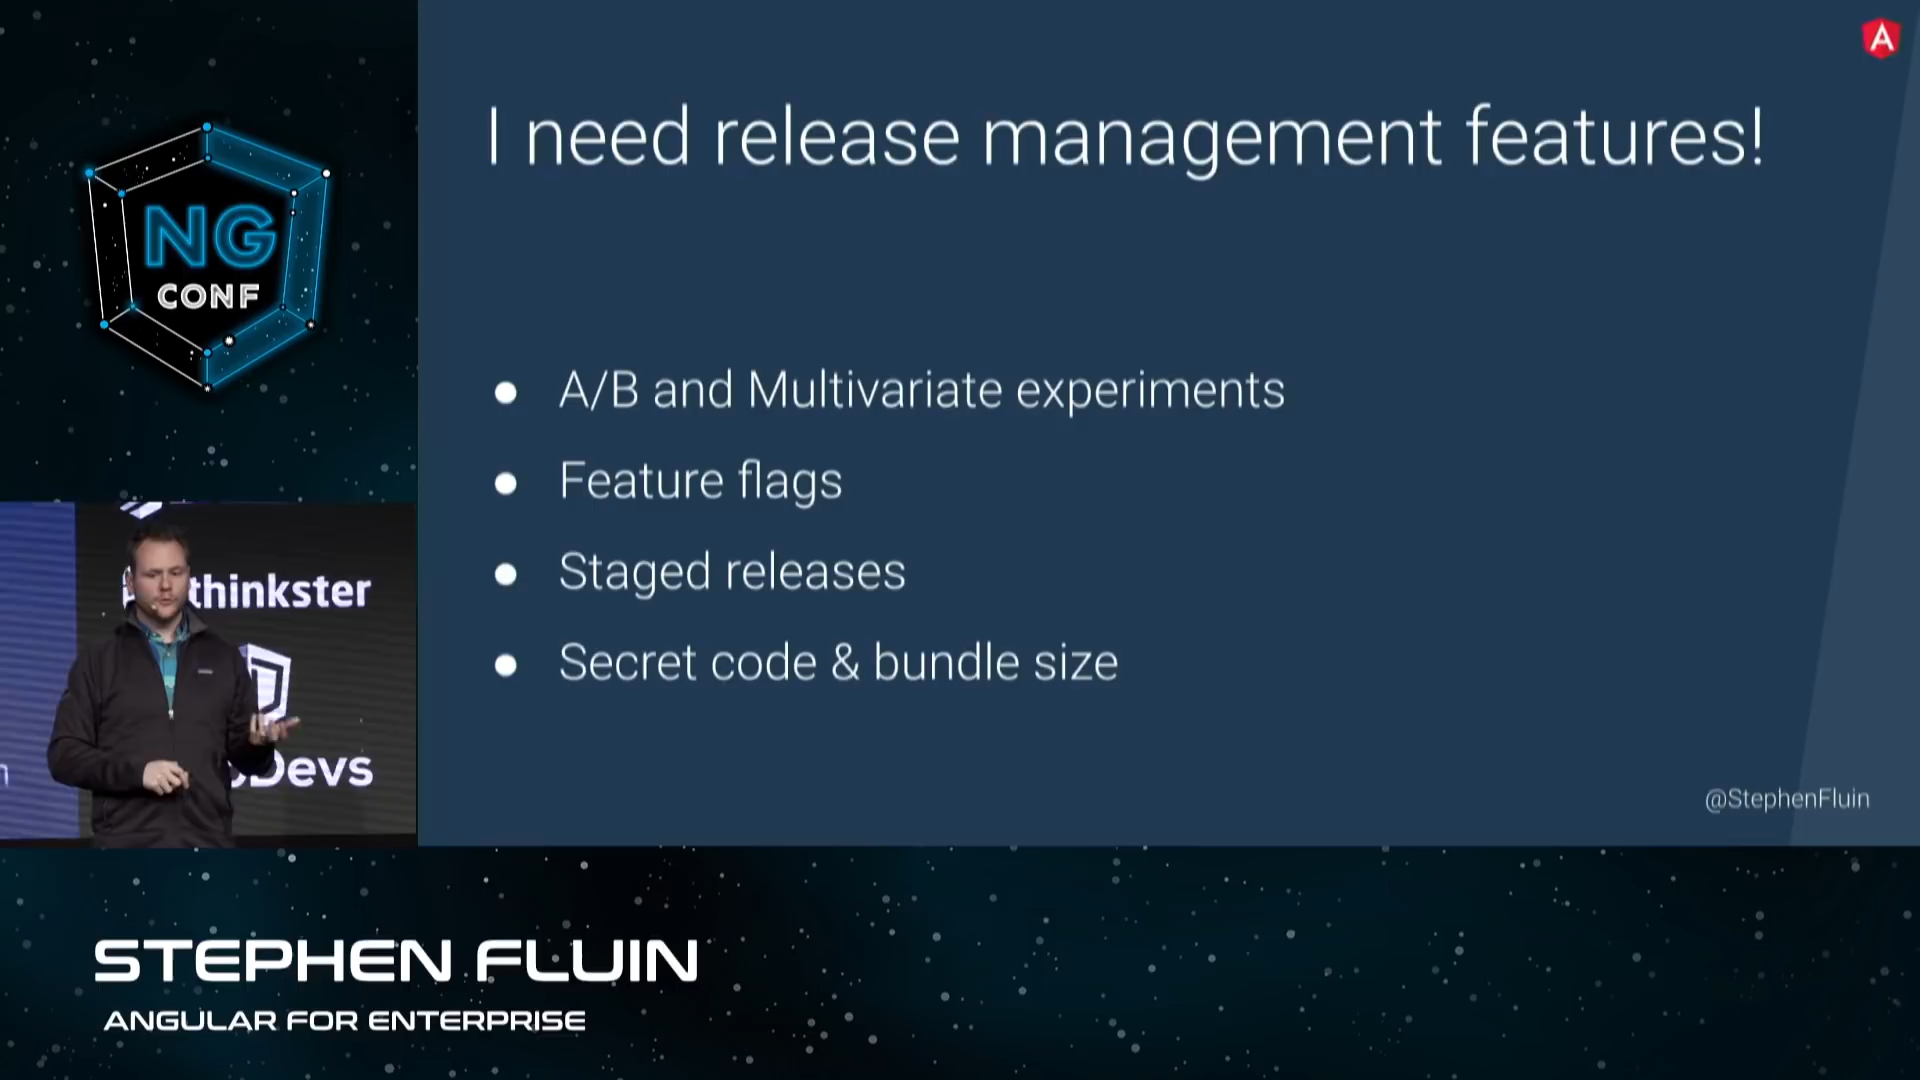 NG
CONF
I need release management features!
● A/B and Multivariate experiments
● Feature flags
● Staged releases
● Secret code & bundle size
@StephenFluin
thinkster
Devs
STEPHEN FLUIN
ANGULAR FOR ENTERPRISE